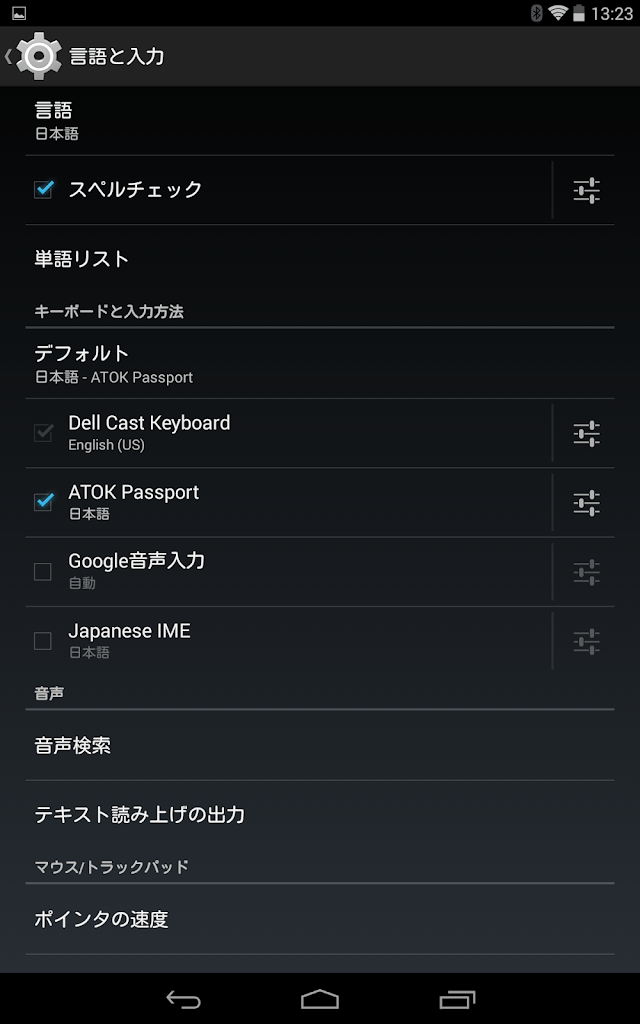 13:23
言語と入力
言語
日本語
スペルチェック
単語リスト
キーボードと入力方法
デフォルト
日本語 - ATOK Passport
Dell Cast Keyboard
English (US)
ATOK Passport
日本語
Google音声入力
自動
Japanese IME
日本語
音声
音声検索
テキスト読み上げの出力
マウス/トラックパッド
ポインタの速度